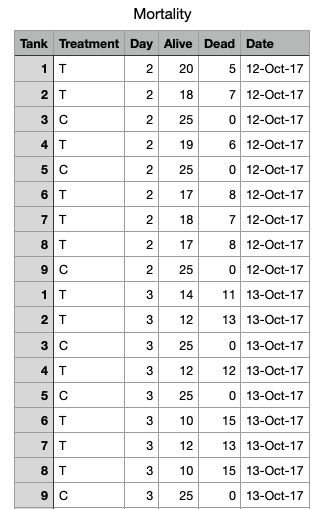 Mortality
Tank Treatment Day Alive Dead Date
1 T 2 20 5 12-Oct-17
2 T 2 18 7 12-Oct-17
3 C 2 25 0 12-Oct-17
4 T 2 19 6 12-Oct-17
5 C 2 25 0 12-Oct-17
6 T 2 17 8 12-Oct-17
7 T 2 18 7 12-Oct-17
8 T 2 17 8 12-Oct-17
9 C 2 25 0 12-Oct-17
1 T 3 14 11 13-Oct-17
2 T 3 12 13 13-Oct-17
3 C 3 25 0 13-Oct-17
4 T 3 12 12 13-Oct-17
5 C 3 25 0 13-Oct-17
6 T 3 10 15 13-Oct-17
7 T 3 12 13 13-Oct-17
8 T 3 10 15 13-Oct-17
9 C 3 25 0 13-Oct-17